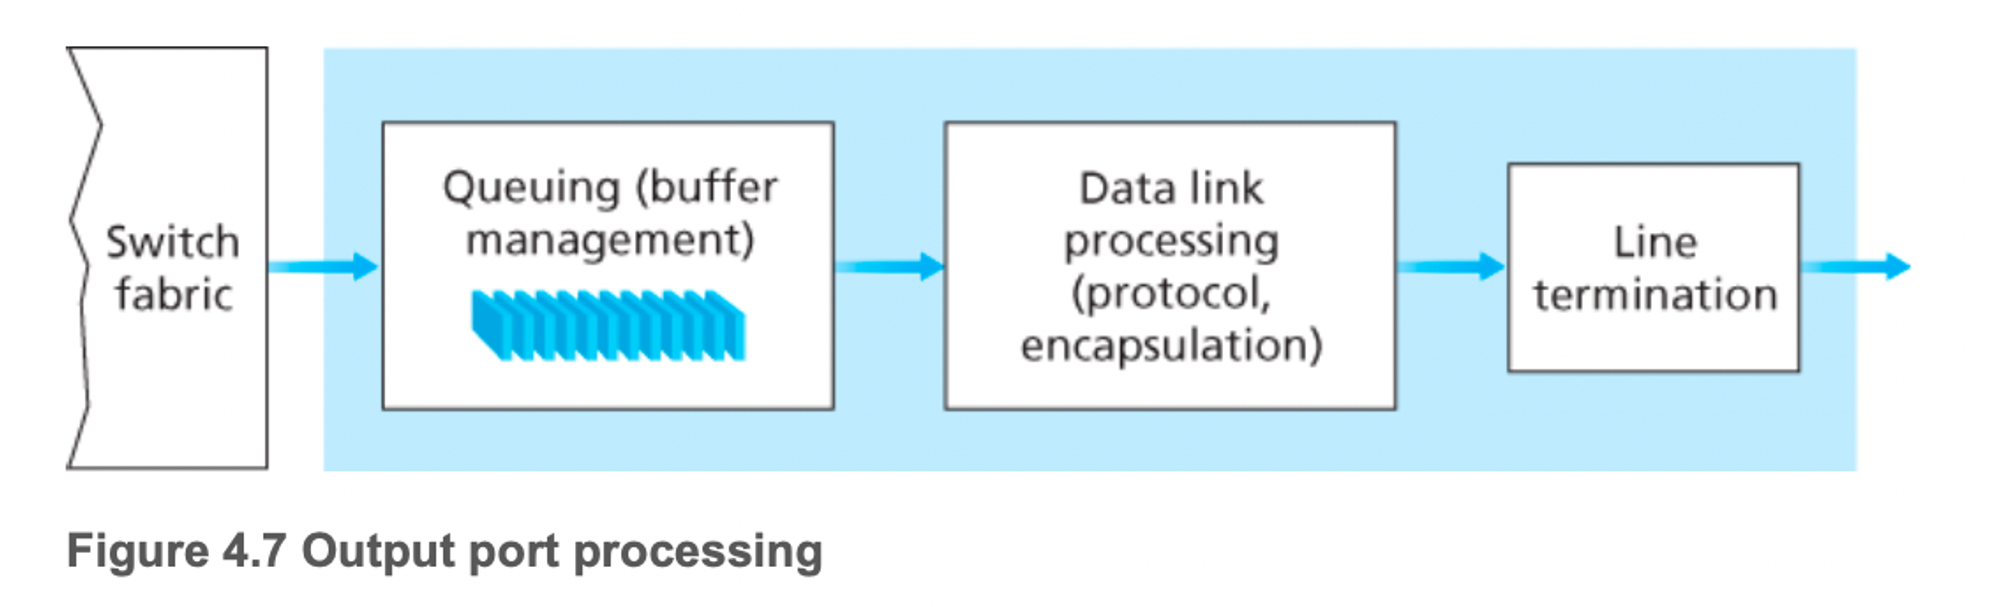 Switch
fabric
Queuing (buffer
management)
Data link
processing
(protocol,
encapsulation)
Line
termination
Figure 4.7 Output port processing